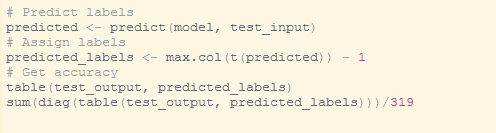 # Predict labels
predicted <- predict(model, test_input)
# Assign labels
predicted_labels <- max.col(t(predicted)) - 1
# Get accuracy
table(test_output, predicted_labels)
sum(diag(table(test_output, predicted_labels)))/319